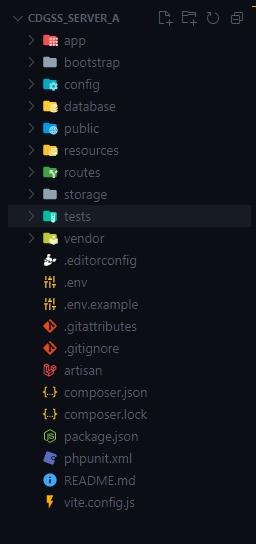 CDGSS_SERVER_A
app
bootstrap
config
database
public
resources
routes
storage
tests
vendor
.editorconfig
.env
.env.example
.gitattributes
.gitignore
artisan
composer.json
composer.lock
package.json
phpunit.xml
README.md
vite.config.js